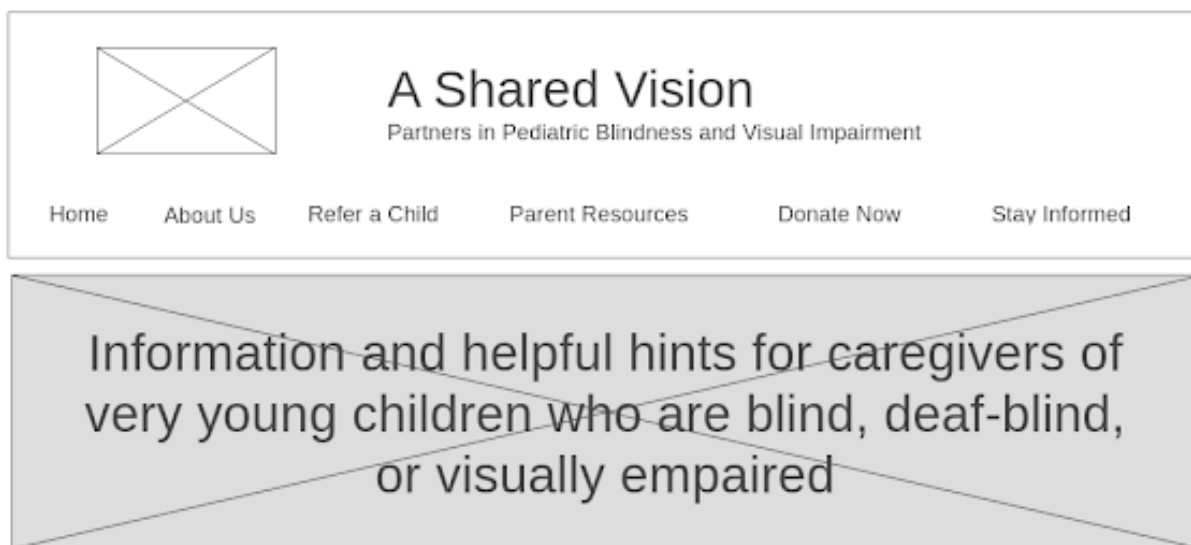 A Shared Vision
Partners in Pediatric Blindness and Visual Impairment
Home About Us Refer a Child Parent Resources Donate Now Stay Informed
Information and helpful hints for caregivers of
very young children who are blind, deaf-blind,
or visually empaired